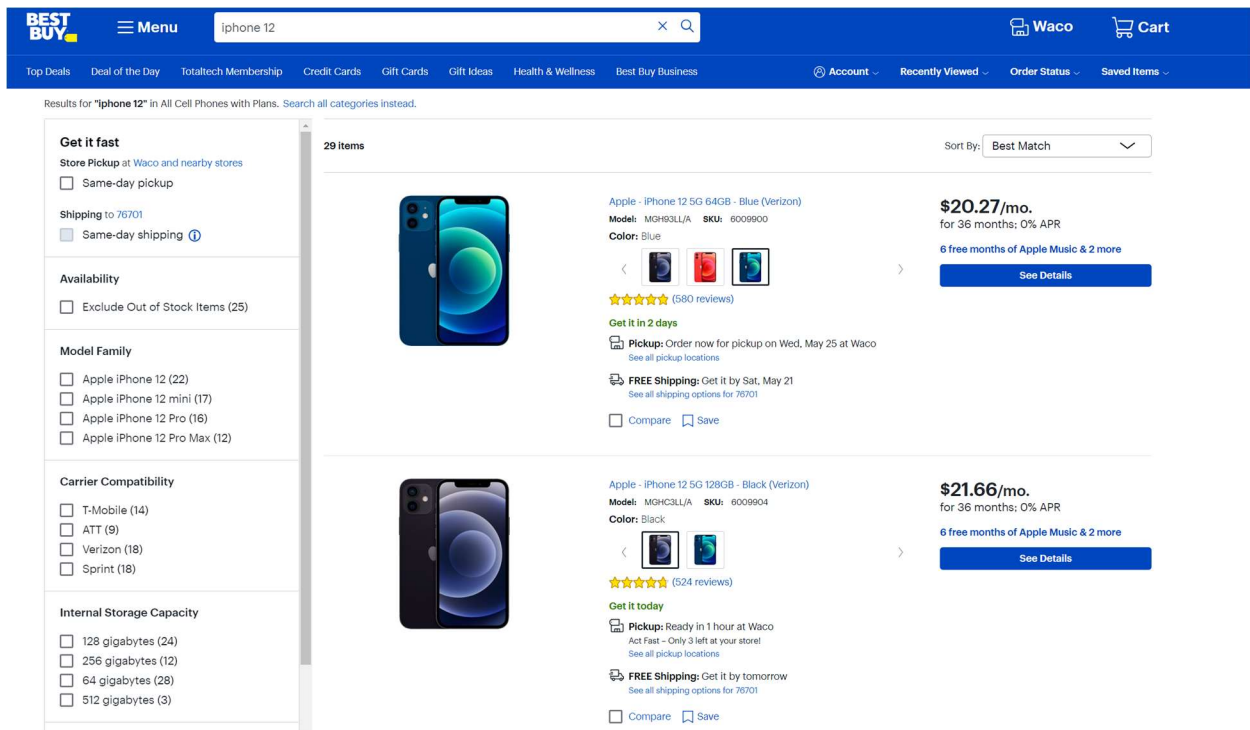 BEST
BUY
Menu
iphone 12
Waco
Cart
Top Deals Deal of the Day Totaltech Membership Credit Cards Gift Cards Gift Ideas Health & Wellness Best Buy Business Account Recently Viewed Order Status Saved Items
Results for "iphone 12" in All Cell Phones with Plans. Search all categories instead.
Get it fast
Store Pickup at Waco and nearby stores
Same-day pickup
Shipping to 76701
Same-day shipping
Availability
Exclude Out of Stock Items (25)
Model Family
Apple iPhone 12 (22)
Apple iPhone 12 mini (17)
Apple iPhone 12 Pro (16)
Apple iPhone 12 Pro Max (12)
Carrier Compatibility
T-Mobile (14)
ATT (9)
Verizon (18)
Sprint (18)
Internal Storage Capacity
128 gigabytes (24)
256 gigabytes (12)
64 gigabytes (28)
512 gigabytes (3)
29 items
Sort By: Best Match
Apple - iPhone 12 5G 64GB - Blue (Verizon)
Model: MGH93LL/A SKU: 6009900
Color: Blue
(580 reviews)
Get it in 2 days
Pickup: Order now for pickup on Wed, May 25 at Waco
See all pickup locations
FREE Shipping: Get it by Sat, May 21
See all shipping options for 76701
Compare Save
$20.27/mo.
for 36 months; 0% APR
6 free months of Apple Music & 2 more
See Details
Apple - iPhone 12 5G 128GB - Black (Verizon)
Model: MGHC3LL/A SKU: 6009904
Color: Black
(524 reviews)
Get it today
Pickup: Ready in 1 hour at Waco
Act Fast – Only 3 left at your store!
See all pickup locations
FREE Shipping: Get it by tomorrow
See all shipping options for 76701
Compare Save
$21.66/mo.
for 36 months; 0% APR
6 free months of Apple Music & 2 more
See Details